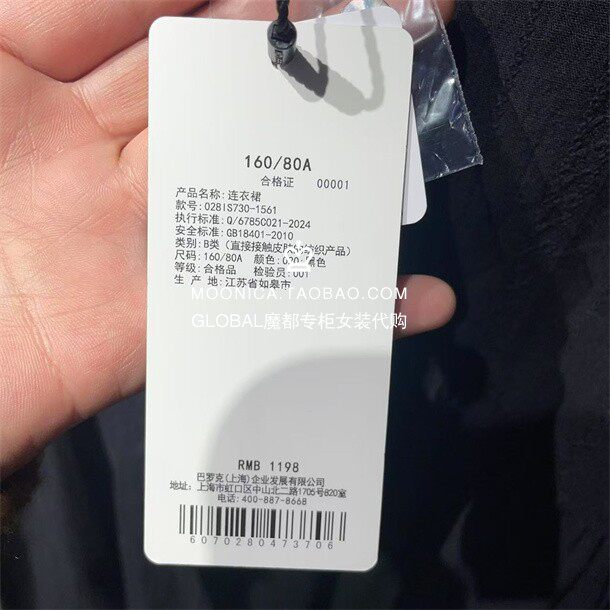 160/80A
合格证 00001
产品名称:连衣裙
款号:028IS730-1561
执行标准:Q/6785C021-2024
安全标准:GB18401-2010
类别:B类(直接接触皮肤的纺织产品)
尺码:160/80A 颜色:090-黑色
等级:合格品 检验员:001
生 产 地:江苏省如皋市
MOONICA.TAOBAO.COM
GLOBAL魔都专柜女装代购
RMB 1198
巴罗克(上海)企业发展有限公司
地址:上海市虹口区中山北二路1705号820室
电话:400-887-8668
6070280473706